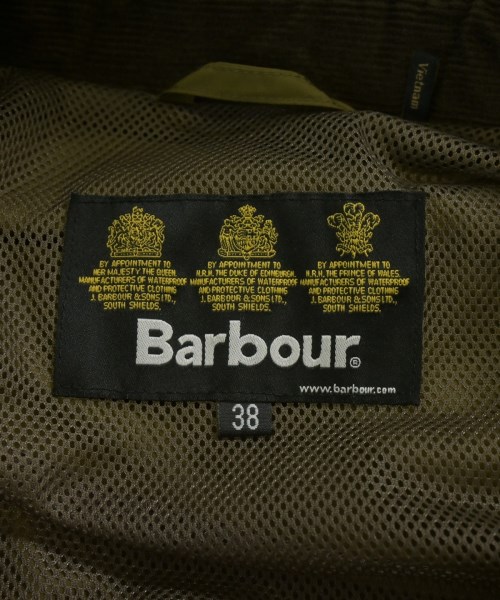 Vietnam
BY APPOINTMENT TO
HER MAJESTY THE QUEEN.
MANUFACTURERS OF WATERPROOF
AND PROTECTIVE CLOTHING
J. BARBOUR & SONS LTD.,
SOUTH SHIELDS.
BY APPOINTMENT TO
H.R.H. THE DUKE OF EDINBURGH.
MANUFACTURERS OF WATERPROOF
AND PROTECTIVE CLOTHING
J. BARBOUR & SONS LTD.,
SOUTH SHIELDS.
BY APPOINTMENT TO
H.R.H. THE PRINCE OF WALES.
MANUFACTURERS OF WATERPROOF
AND PROTECTIVE CLOTHING
J. BARBOUR & SONS LTD.,
SOUTH SHIELDS.
Barbour®
www.barbour.com
38